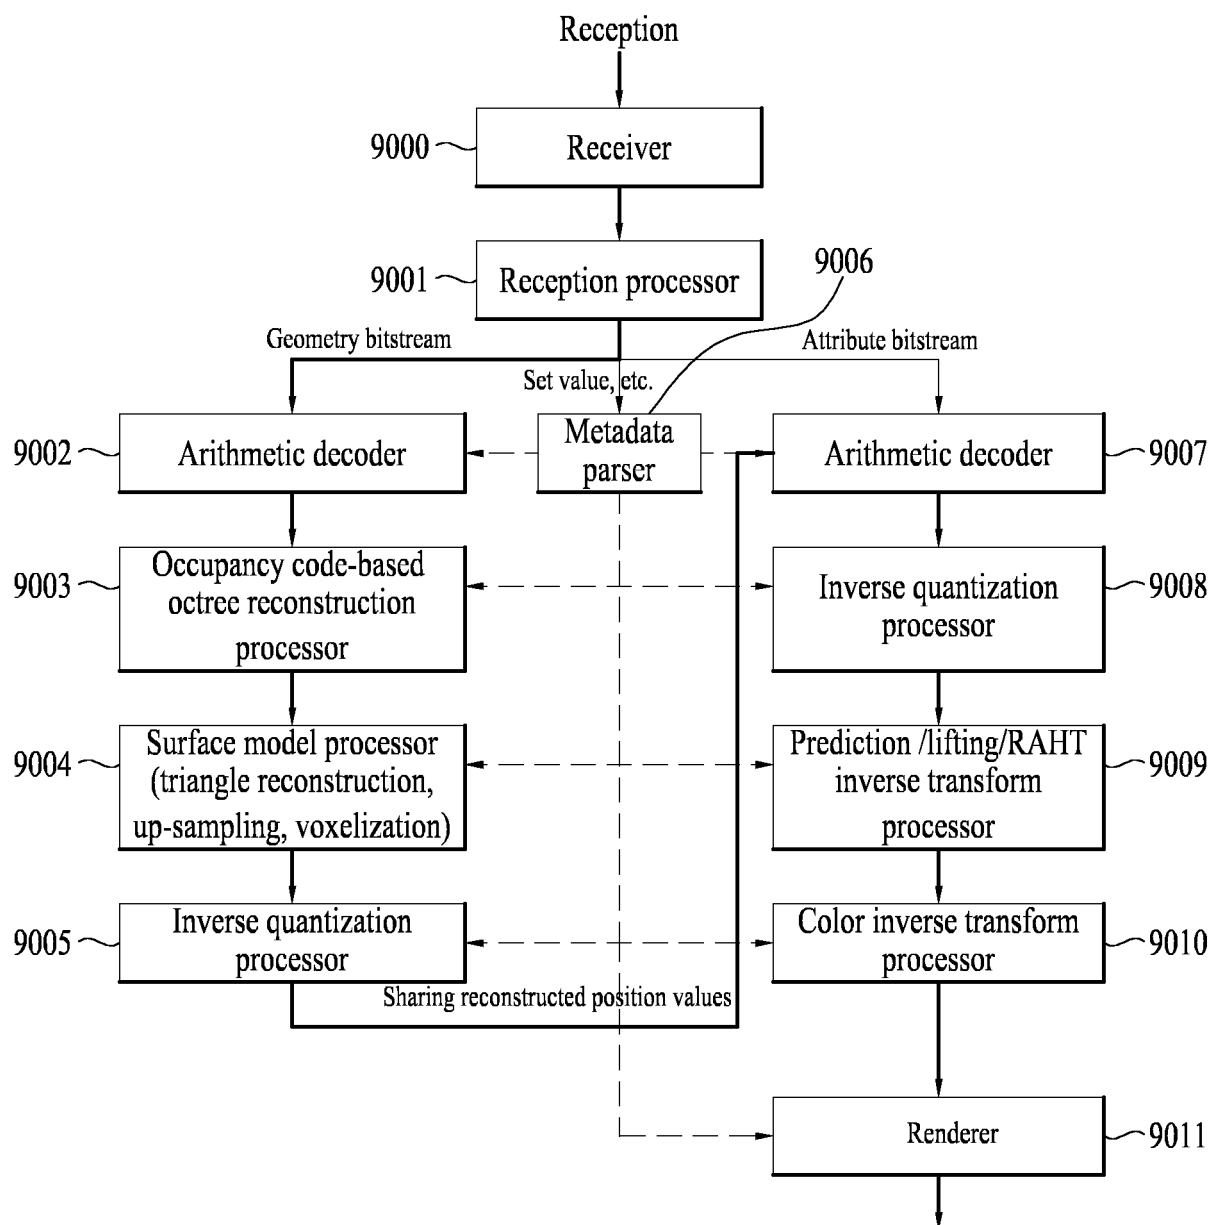 Reception
9000
Receiver
9001
Reception processor
9006
Geometry bitstream
Attribute bitstream
Set value, etc.
9002
Arithmetic decoder
Metadata
parser
Arithmetic decoder
9007
9003
Occupancy code-based
octree reconstruction
processor
Inverse quantization
processor
9008
9004
Surface model processor
(triangle reconstruction,
up-sampling, voxelization)
Prediction /lifting/RAHT
inverse transform
processor
9009
9005
Inverse quantization
processor
Color inverse transform
processor
9010
Sharing reconstructed position values
Renderer
9011